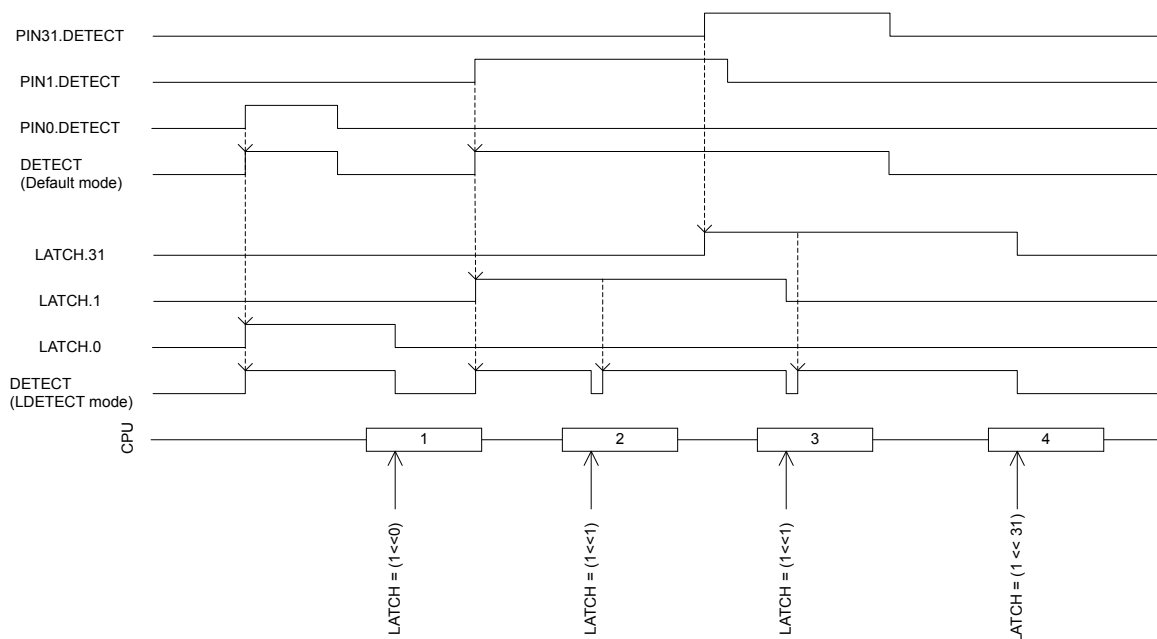 PIN31.DETECT
PIN1.DETECT
PIN0.DETECT
DETECT
(Default mode)
LATCH.31
LATCH.1
LATCH.0
DETECT
(LDETECT mode)
CPU
1
2
3
4
LATCH = (1<<0)
LATCH = (1<<1)
LATCH = (1<<1)
LATCH = (1 << 31)